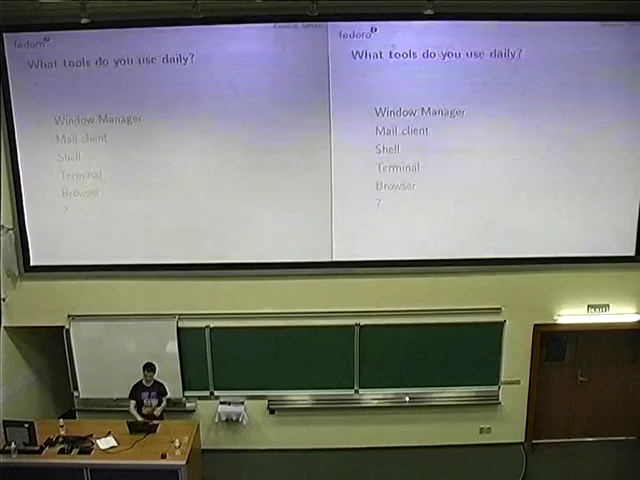 fedora
What tools do you use daily?
Window Manager
Mail client
Shell
Terminal
Browser
?
fedora
What tools do you use daily?
Window Manager
Mail client
Shell
Terminal
Browser
?
EXIT